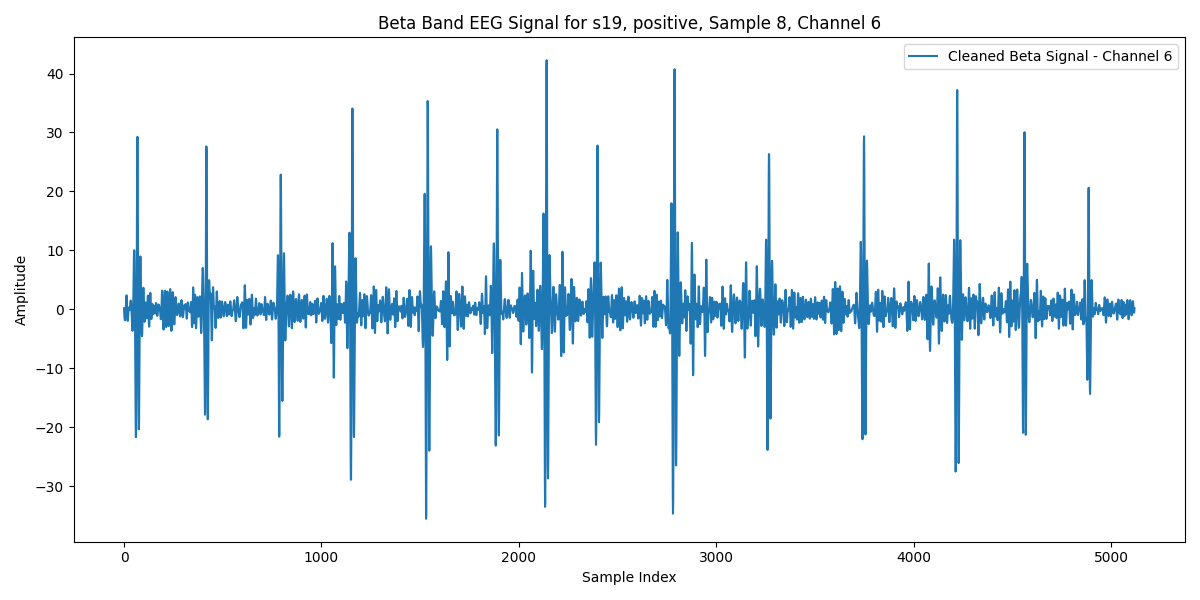 Beta Band EEG Signal for s19, positive, Sample 8, Channel 6
Cleaned Beta Signal - Channel 6
Amplitude
40
30
20
10
0
−10
−20
−30
0 1000 2000 3000 4000 5000
Sample Index